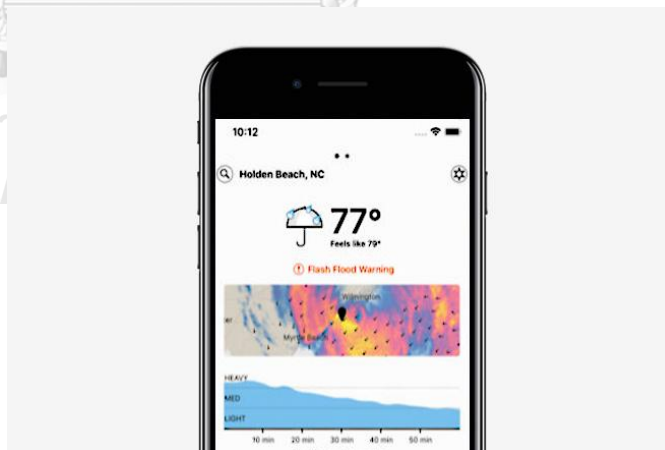 10:12
Holden Beach, NC
77°
Feels like 79°
Flash Flood Warning
Wilmington
Myrtle Beach
HEAVY
MED
LIGHT
10 min 20 min 30 min 40 min 50 min